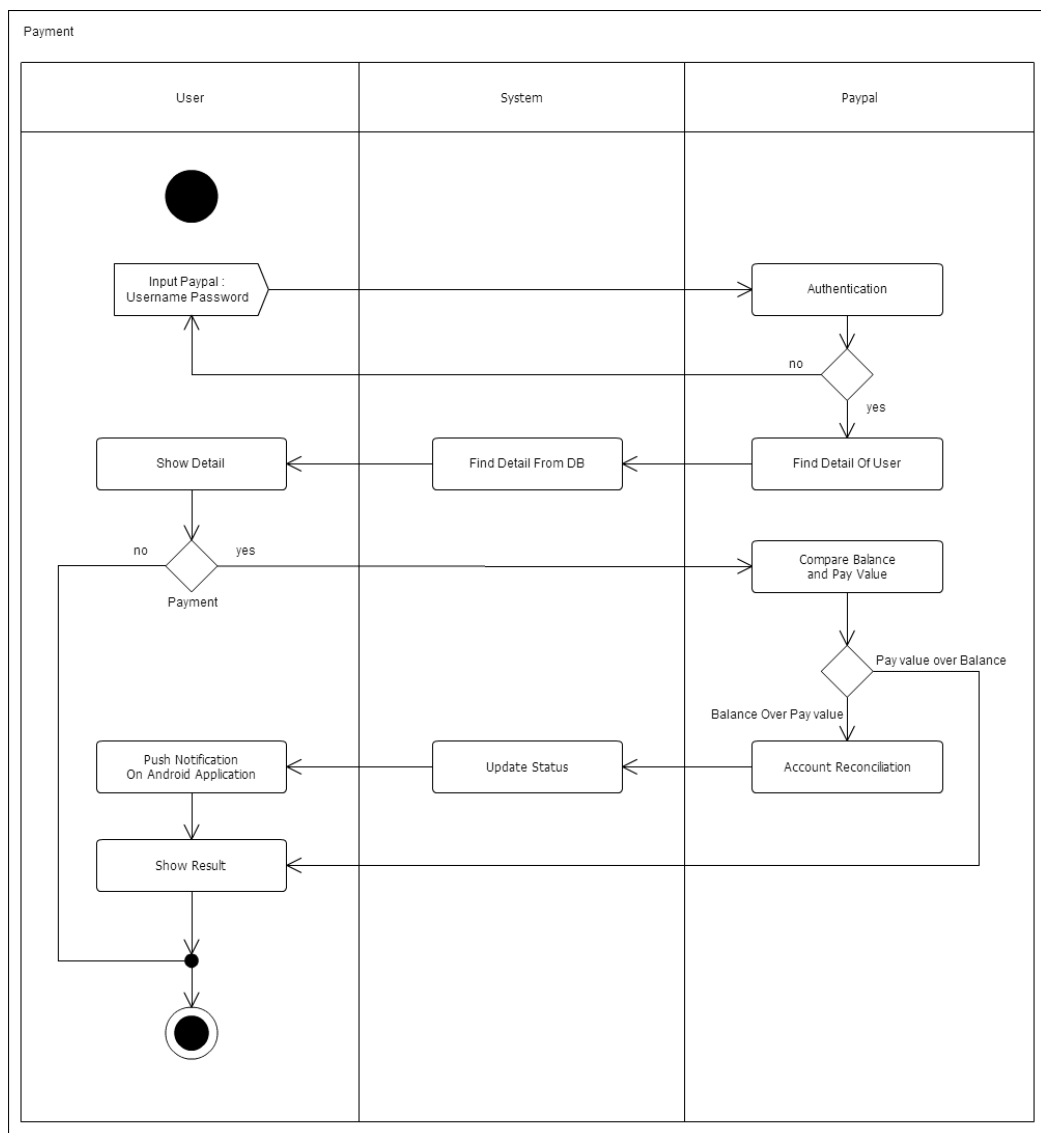 Payment
User
System
Paypal
Input Paypal :
Username Password
Authentication
no
yes
Show Detail
Find Detail From DB
Find Detail Of User
no
yes
Payment
Compare Balance
and Pay Value
Pay value over Balance
Balance Over Pay value
Push Notification
On Android Application
Update Status
Account Reconciliation
Show Result